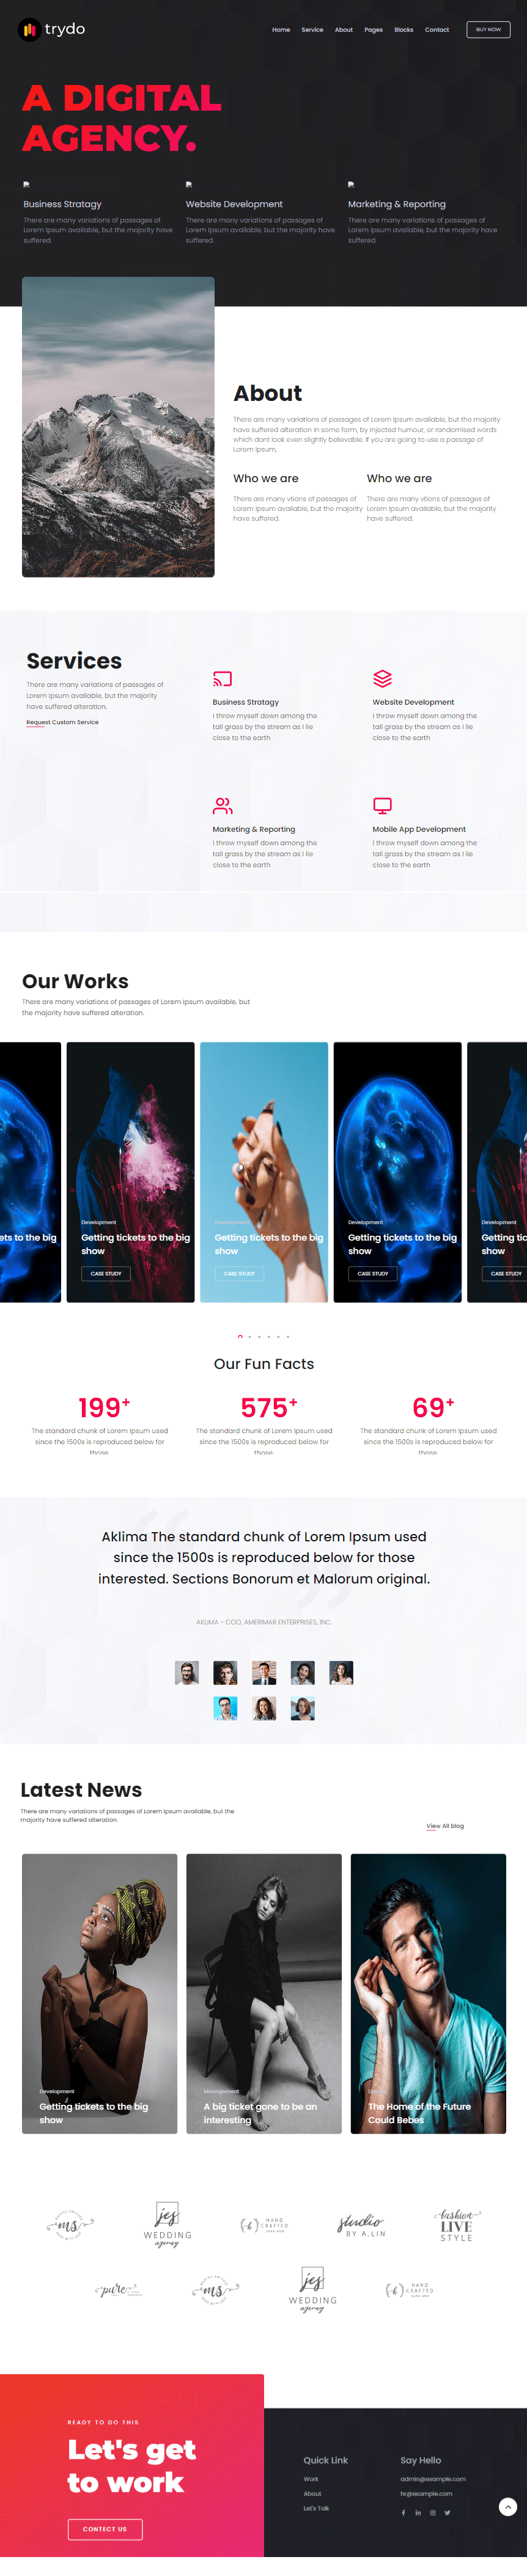 trydo
Home Service About Pages Blocks Contact BUY NOW
A DIGITAL
AGENCY.
Business Stratagy
There are many variations of passages of
Lorem Ipsum available, but the majority have
suffered.
Website Development
There are many variations of passages of
Lorem Ipsum available, but the majority have
suffered.
Marketing & Reporting
There are many variations of passages of
Lorem Ipsum available, but the majority have
suffered.
About
There are many variations of passages of Lorem Ipsum available, but the majority
have suffered alteration in some form, by injected humour, or randomised words
which dont look even slightly believable. If you are going to use a passage of
Lorem Ipsum,
Who we are
There are many vtions of passages of
Lorem Ipsum available, but the majority
have suffered.
Who we are
There are many vtions of passages of
Lorem Ipsum available, but the majority
have suffered.
Services
There are many variations of passages of
Lorem Ipsum available, but the majority
have suffered alteration.
Request Custom Service
Business Stratagy
I throw myself down among the
tall grass by the stream as I lie
close to the earth
Website Development
I throw myself down among the
tall grass by the stream as I lie
close to the earth
Marketing & Reporting
I throw myself down among the
tall grass by the stream as I lie
close to the earth
Mobile App Development
I throw myself down among the
tall grass by the stream as I lie
close to the earth
Our Works
There are many variations of passages of Lorem Ipsum available, but
the majority have suffered alteration.
ets to the big
Development
Getting tickets to the big
show
CASE STUDY
Development
Getting tickets to the big
show
CASE STUDY
Development
Getting tickets to the big
show
CASE STUDY
Development
Getting tic
show
CASE STUDY
Our Fun Facts
199+
The standard chunk of Lorem Ipsum used
since the 1500s is reproduced below for
those
575+
The standard chunk of Lorem Ipsum used
since the 1500s is reproduced below for
those
69+
The standard chunk of Lorem Ipsum used
since the 1500s is reproduced below for
those
Aklima The standard chunk of Lorem Ipsum used
since the 1500s is reproduced below for those
interested. Sections Bonorum et Malorum original.
AKLIMA - COO, AMERIMAR ENTERPRISES, INC.
Latest News
There are many variations of passages of Lorem Ipsum available, but the
majority have suffered alteration.
View All blog
Development
Getting tickets to the big
show
Management
A big ticket gone to be an
interesting
The Home of the Future
Could Bebes
ms
jes
WEDDING
agency
HAND
CRAFTED
studio
BY A.LIN
fashion
LIVE
STYLE
pure
ms
jes
WEDDING
agency
HAND
CRAFTED
READY TO DO THIS
Let's get
to work
CONTECT US
Quick Link
Work
About
Let's Talk
Say Hello
admin@example.com
hr@example.com